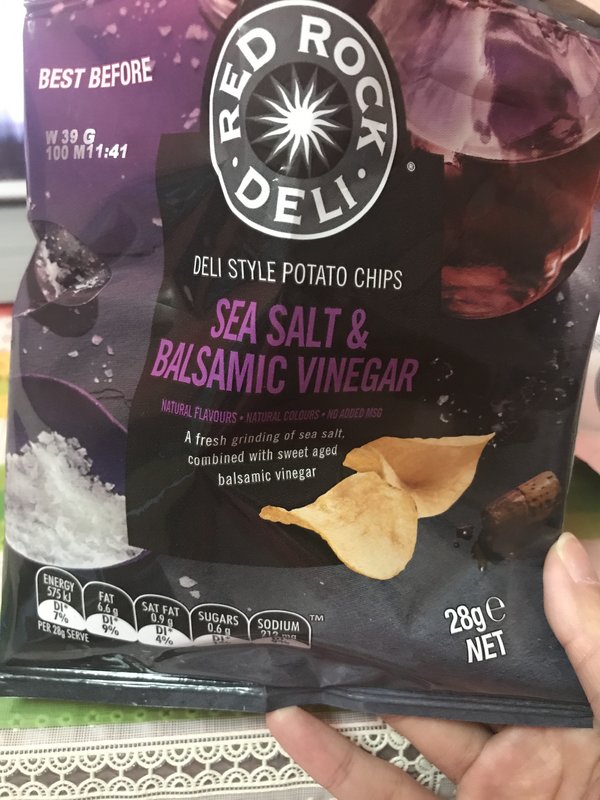 BEST BEFORE
W 39 G
100 M11:41
RED ROCK
· DELI ·
®
DELI STYLE POTATO CHIPS
SEA SALT &
BALSAMIC VINEGAR
NATURAL FLAVOURS • NATURAL COLOURS • NO ADDED MSG
A fresh grinding of sea salt,
combined with sweet aged
balsamic vinegar
ENERGY
575 kJ
DI*
7%
FAT
6.6 g
DI*
9%
SAT FAT
0.9 g
DI*
4%
SUGARS
0.6 g
DI*
SODIUM
TM
PER 28g SERVE
28g e
NET